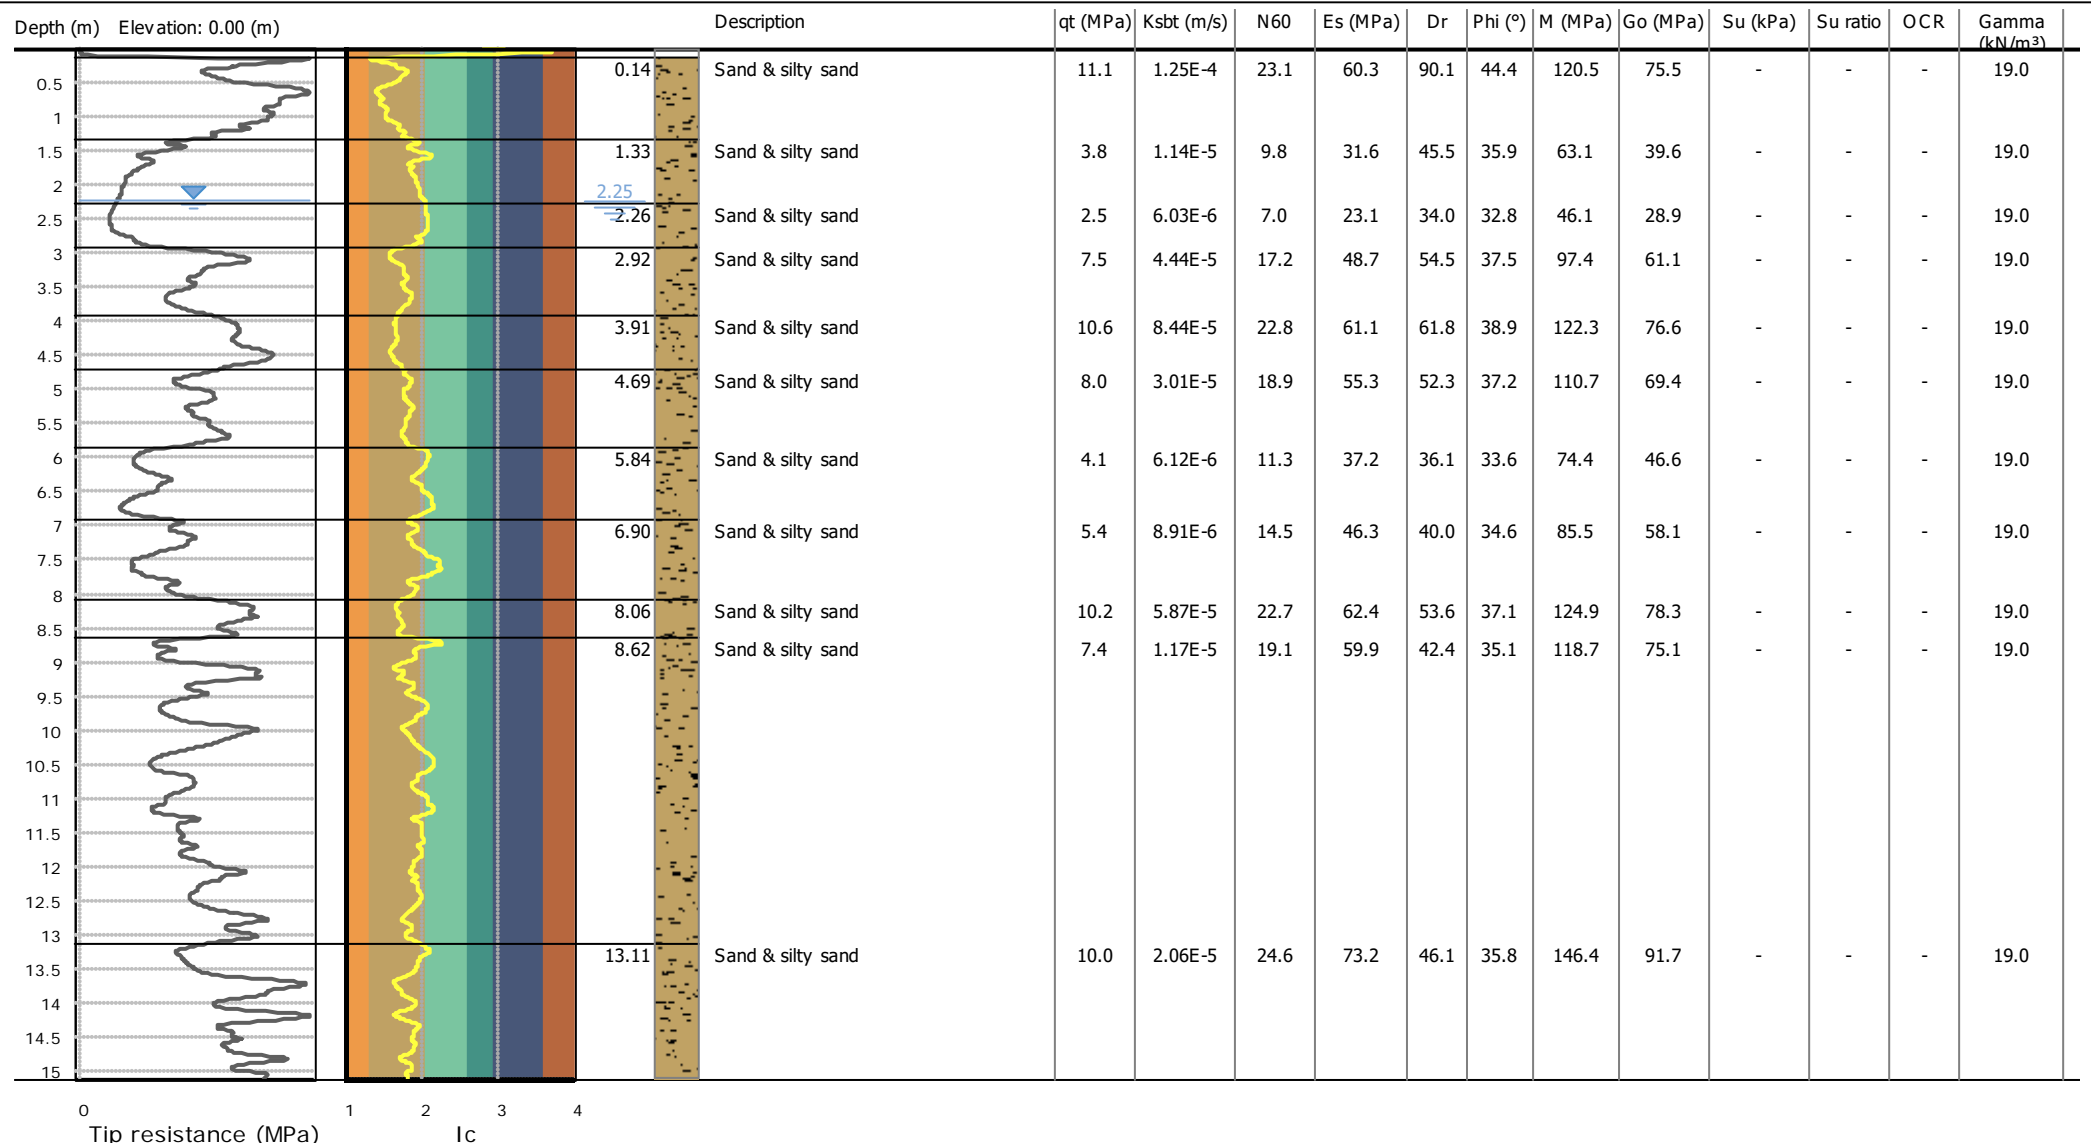 Depth (m) Elevation: 0.00 (m) Description qt (MPa) Ksbt (m/s) N60 Es (MPa) Dr Phi (°) M (MPa) Go (MPa) Su (kPa) Su ratio OCR Gamma
(kN/m³)
0.14 Sand & silty sand 11.1 1.25E-4 23.1 60.3 90.1 44.4 120.5 75.5 - - - 19.0
0.5
1
1.5 1.33 Sand & silty sand 3.8 1.14E-5 9.8 31.6 45.5 35.9 63.1 39.6 - - - 19.0
2 2.25
2.5 2.26 Sand & silty sand 2.5 6.03E-6 7.0 23.1 34.0 32.8 46.1 28.9 - - - 19.0
3 2.92 Sand & silty sand 7.5 4.44E-5 17.2 48.7 54.5 37.5 97.4 61.1 - - - 19.0
3.5
4 3.91 Sand & silty sand 10.6 8.44E-5 22.8 61.1 61.8 38.9 122.3 76.6 - - - 19.0
4.5
5 4.69 Sand & silty sand 8.0 3.01E-5 18.9 55.3 52.3 37.2 110.7 69.4 - - - 19.0
5.5
6 5.84 Sand & silty sand 4.1 6.12E-6 11.3 37.2 36.1 33.6 74.4 46.6 - - - 19.0
6.5
7 6.90 Sand & silty sand 5.4 8.91E-6 14.5 46.3 40.0 34.6 85.5 58.1 - - - 19.0
7.5
8 8.06 Sand & silty sand 10.2 5.87E-5 22.7 62.4 53.6 37.1 124.9 78.3 - - - 19.0
8.5
8.62 Sand & silty sand 7.4 1.17E-5 19.1 59.9 42.4 35.1 118.7 75.1 - - - 19.0
9
9.5
10
10.5
11
11.5
12
12.5
13
13.11 Sand & silty sand 10.0 2.06E-5 24.6 73.2 46.1 35.8 146.4 91.7 - - - 19.0
13.5
14
14.5
15
0 1 2 3 4
Tip resistance (MPa) Ic